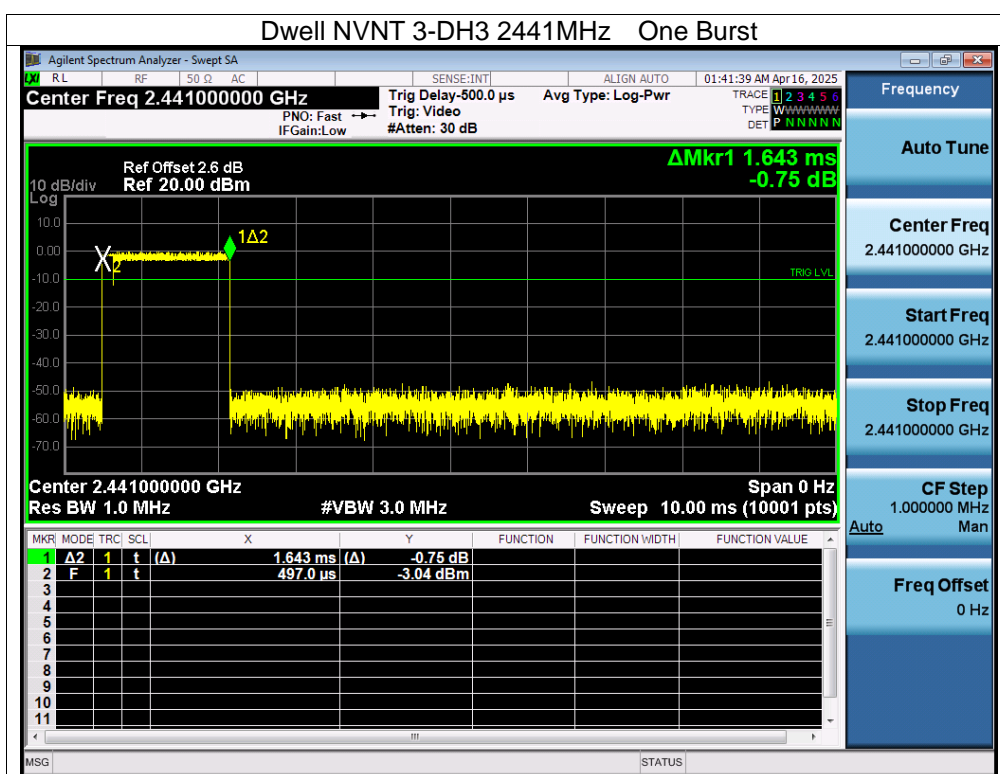 Dwell NVNT 3-DH3 2441MHz One Burst
Agilent Spectrum Analyzer - Swept SA
LXI RL RF 50 Ω AC SENSE:INT ALIGN AUTO 01:41:39 AM Apr 16, 2025
Center Freq 2.441000000 GHz
PNO: Fast
IFGain:Low
Trig Delay-500.0 µs
Trig: Video
#Atten: 30 dB
Avg Type: Log-Pwr
TRACE 1 2 3 4 5 6
TYPE WWWWWW
DET P N N N N N
Frequency
Auto Tune
Center Freq
2.441000000 GHz
Start Freq
2.441000000 GHz
Stop Freq
2.441000000 GHz
CF Step
1.000000 MHz
Auto Man
Freq Offset
0 Hz
Ref Offset 2.6 dB
10 dB/div Ref 20.00 dBm
Log
ΔMkr1 1.643 ms
-0.75 dB
10.0
0.00
-10.0
-20.0
-30.0
-40.0
-50.0
-60.0
-70.0
1Δ2
X2
TRIG LVL
Center 2.441000000 GHz Span 0 Hz
Res BW 1.0 MHz #VBW 3.0 MHz Sweep 10.00 ms (10001 pts)
MKR MODE TRC SCL X Y FUNCTION FUNCTION WIDTH FUNCTION VALUE
1 Δ2 1 t (Δ) 1.643 ms (Δ) -0.75 dB
2 F 1 t 497.0 µs -3.04 dBm
3
4
5
6
7
8
9
10
11
MSG STATUS